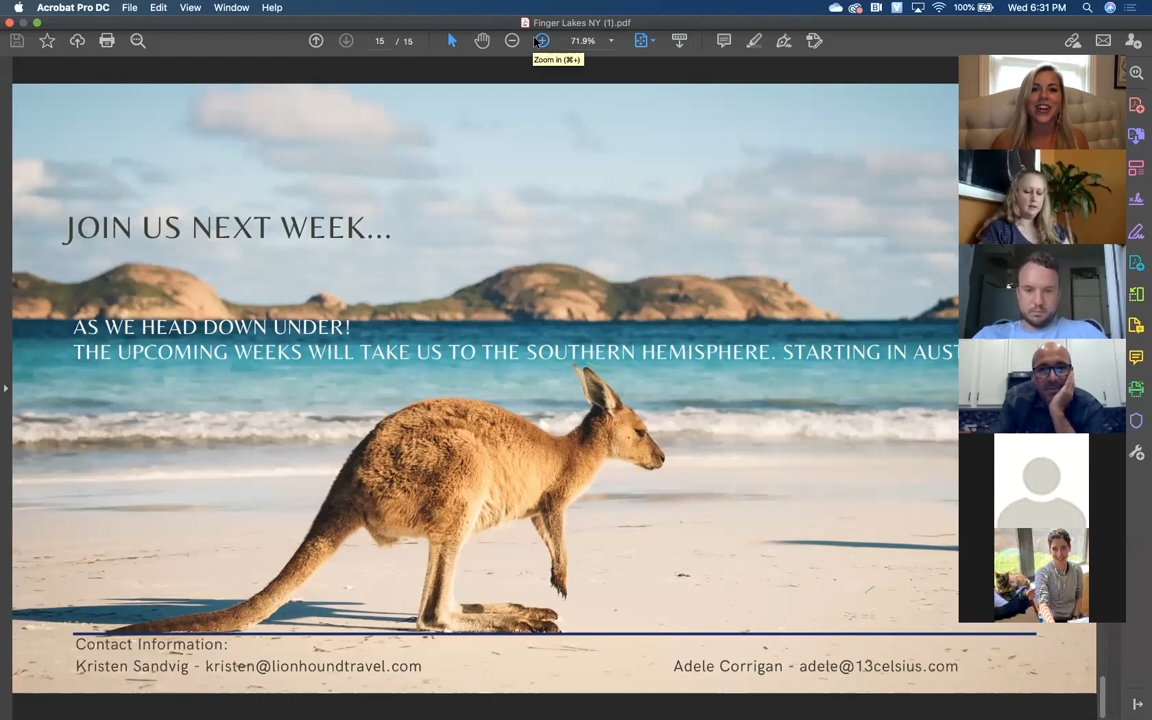 Acrobat Pro DC File Edit View Window Help 100% Wed 6:31 PM
Finger Lakes NY (1).pdf
15 / 15 71.9%
Zoom in (⌘+)
JOIN US NEXT WEEK...
AS WE HEAD DOWN UNDER!
THE UPCOMING WEEKS WILL TAKE US TO THE SOUTHERN HEMISPHERE. STARTING IN AUST
Contact Information:
Kristen Sandvig - kristen@lionhoundtravel.com
Adele Corrigan - adele@13celsius.com